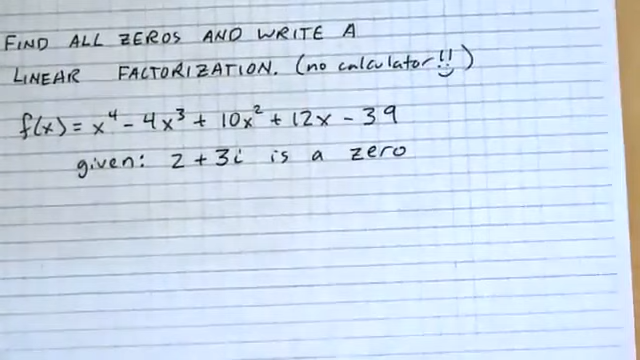 FIND ALL ZEROS AND WRITE A
LINEAR FACTORIZATION. (no calculator!!)
f(x) = x⁴ - 4x³ + 10x² + 12x - 39
given: 2 + 3i is a zero